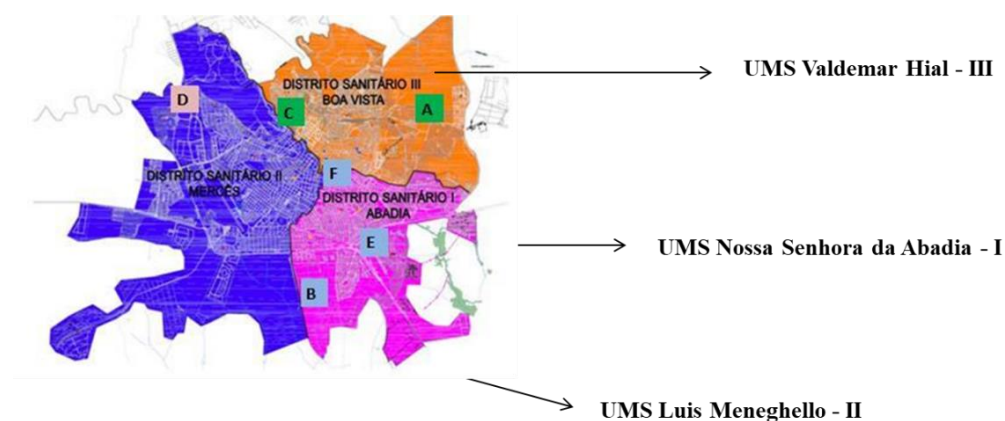 UMS Valdemar Hial - III
DISTRITO SANITÁRIO III
BOA VISTA
D
C
A
F
DISTRITO SANITÁRIO II
MERCÊS
DISTRITO SANITÁRIO I
ABADIA
E
UMS Nossa Senhora da Abadia - I
B
UMS Luis Meneghello - II